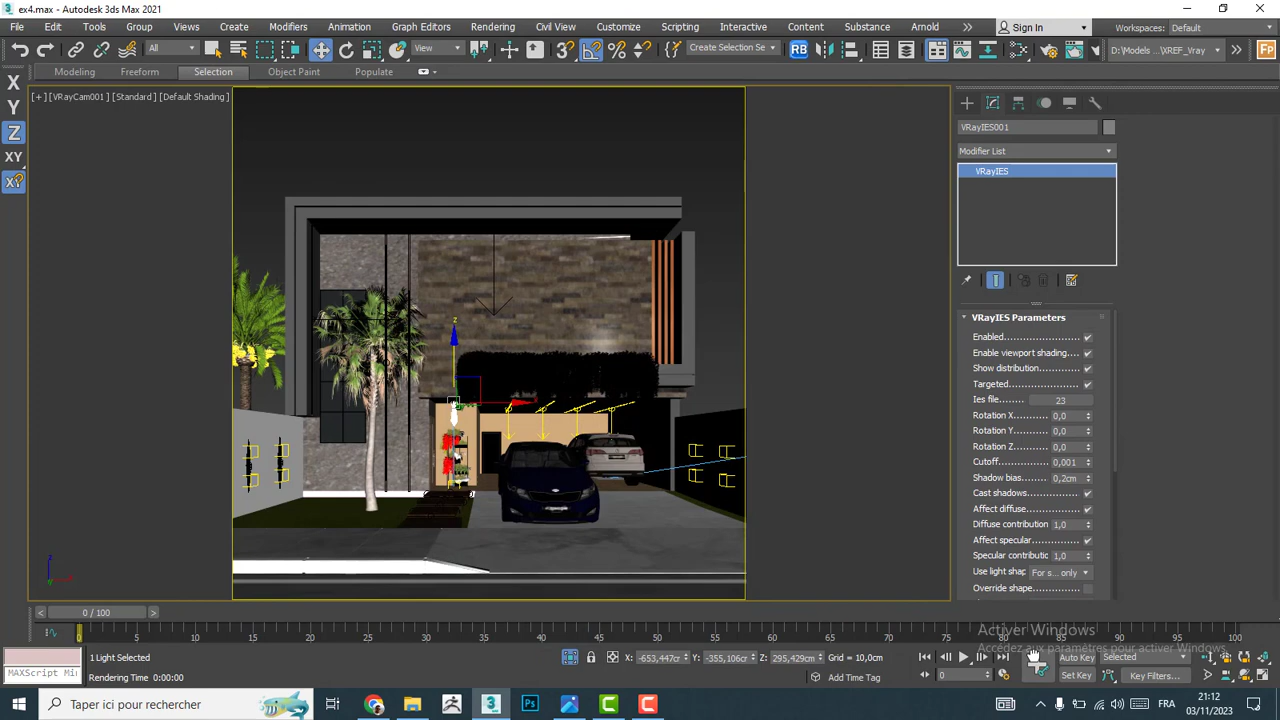 ex4.max - Autodesk 3ds Max 2021
File Edit Tools Group Views Create Modifiers Animation Graph Editors Rendering Civil View Customize Scripting Interactive Content Substance Arnold Sign In Workspaces: Default
All View Create Selection Se RB D:\Models ...\XREF_Vray Fp
Modeling Freeform Selection Object Paint Populate
X
Y
Z
XY
[+] [VRayCam001] [Standard] [Default Shading]
VRayIES001
Modifier List
VRayIES
VRayIES Parameters
Enabled
Enable viewport shading
Show distribution
Targeted
Ies file 23
Rotation X 0,0
Rotation Y 0,0
Rotation Z 0,0
Cutoff 0,001
Shadow bias 0,2cm
Cast shadows
Affect diffuse
Diffuse contribution 1,0
Affect specular
Specular contributic 1,0
Use light shap For s... only
Override shape
0 / 100
0 5 10 15 20 25 30 35 40 45 50 55 60 65 70 75 80 85 90 95 100
Activer Windows
Accédez aux paramètres pour activer Windows.
MAXScript Mi
1 Light Selected
Rendering Time 0:00:00
X: -653,447cm Y: -355,106cm Z: 295,429cm Grid = 10,0cm
Add Time Tag
0
Auto Key Selected
Set Key Key Filters...
Taper ici pour rechercher
FRA
21:12
03/11/2023